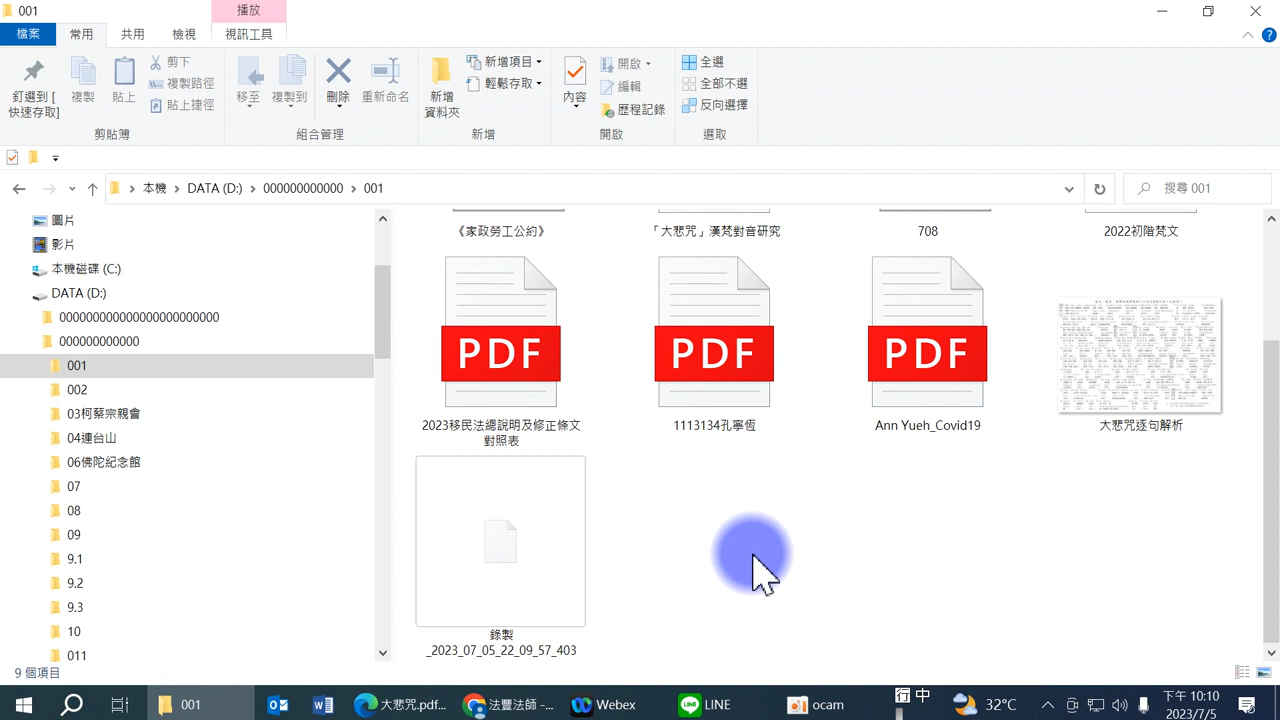 001
播放
檔案
常用
共用
檢視
視訊工具
釘選到 [
快速存取]
複製
貼上
剪下
複製路徑
貼上捷徑
剪貼簿
移至
複製到
刪除
重新命名
組合管理
新增
資料夾
新增項目
輕鬆存取
新增
內容
開啟
編輯
歷程記錄
開啟
全選
全部不選
反向選擇
選取
本機 > DATA (D:) > 000000000000 > 001
搜尋 001
圖片
影片
本機磁碟 (C:)
DATA (D:)
0000000000000000000000000
000000000000
001
002
03柯蔡宗親會
04連台山
06佛陀紀念館
07
08
09
9.1
9.2
9.3
10
011
《家政勞工公約》
「大悲咒」漢梵對音研究
708
2022初階梵文
PDF
PDF
PDF
2023移民法總說明及修正條文
對照表
1113134孔寧恆
Ann Yueh_Covid19
大悲咒逐句解析
錄製
_2023_07_05_22_09_57_403
9 個項目
001
大悲咒.pdf...
法豐法師 -...
Webex
LINE
ocam
行 中
32°C
下午 10:10
2023/7/5